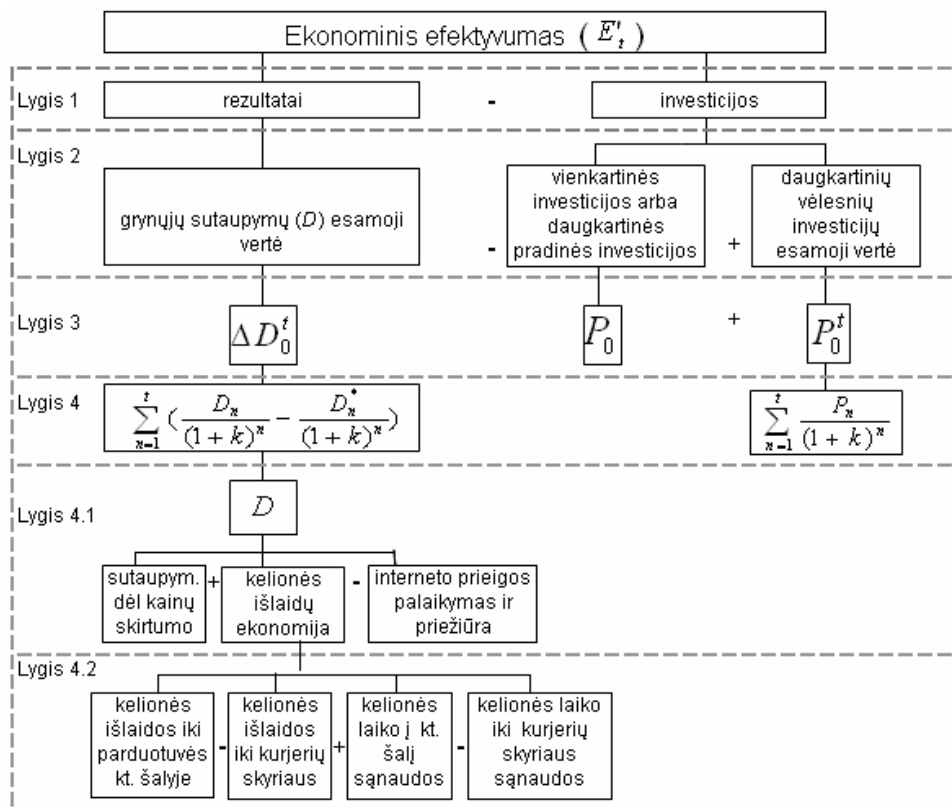 Ekonominis efektyvumas ( E't )
Lygis 1
rezultatai
-
investicijos
Lygis 2
grynųjų sutaupymų (D) esamoji
vertė
-
vienkartinės
investicijos arba
daugkartinės
pradinės investicijos
+
daugkartinių
vėlesnių
investicijų
esamoji vertė
Lygis 3
ΔD₀ᵗ
P₀
+
P₀ᵗ
Lygis 4
∑ₙ₌₁ᵗ (Dₙ/(1+k)ⁿ − Dₙ*/(1+k)ⁿ)
∑ₙ₌₁ᵗ Pₙ/(1+k)ⁿ
Lygis 4.1
D
sutaupym.
dėl kainų
skirtumo
+
kelionės
išlaidų
ekonomija
-
interneto prieigos
palaikymas ir
priežiūra
Lygis 4.2
kelionės
išlaidos iki
parduotuvės
kt. šalyje
-
kelionės
išlaidos
iki kurjerių
skyriaus
+
kelionės
laiko į kt.
šalį
sąnaudos
-
kelionės laiko
iki kurjerių
skyriaus
sąnaudos